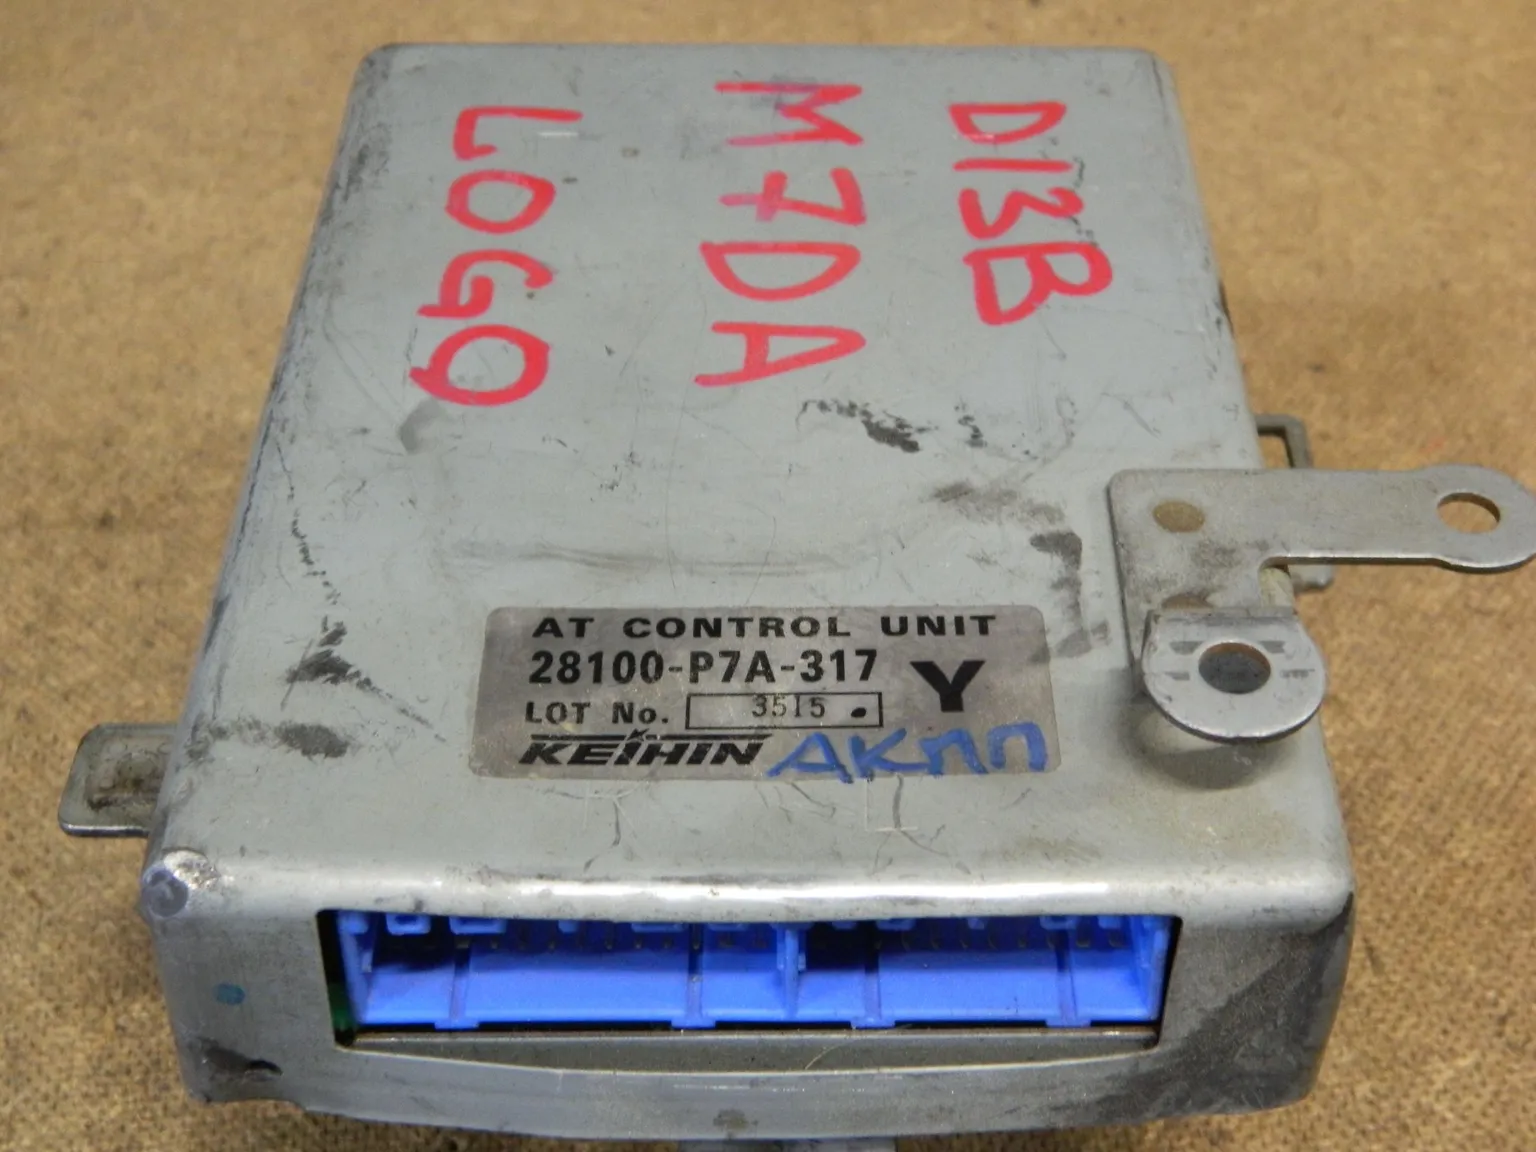 D13B
M7DA
LOGO
AT CONTROL UNIT
28100-P7A-317 Y
LOT No. 3515.
KEIHIN АКПП